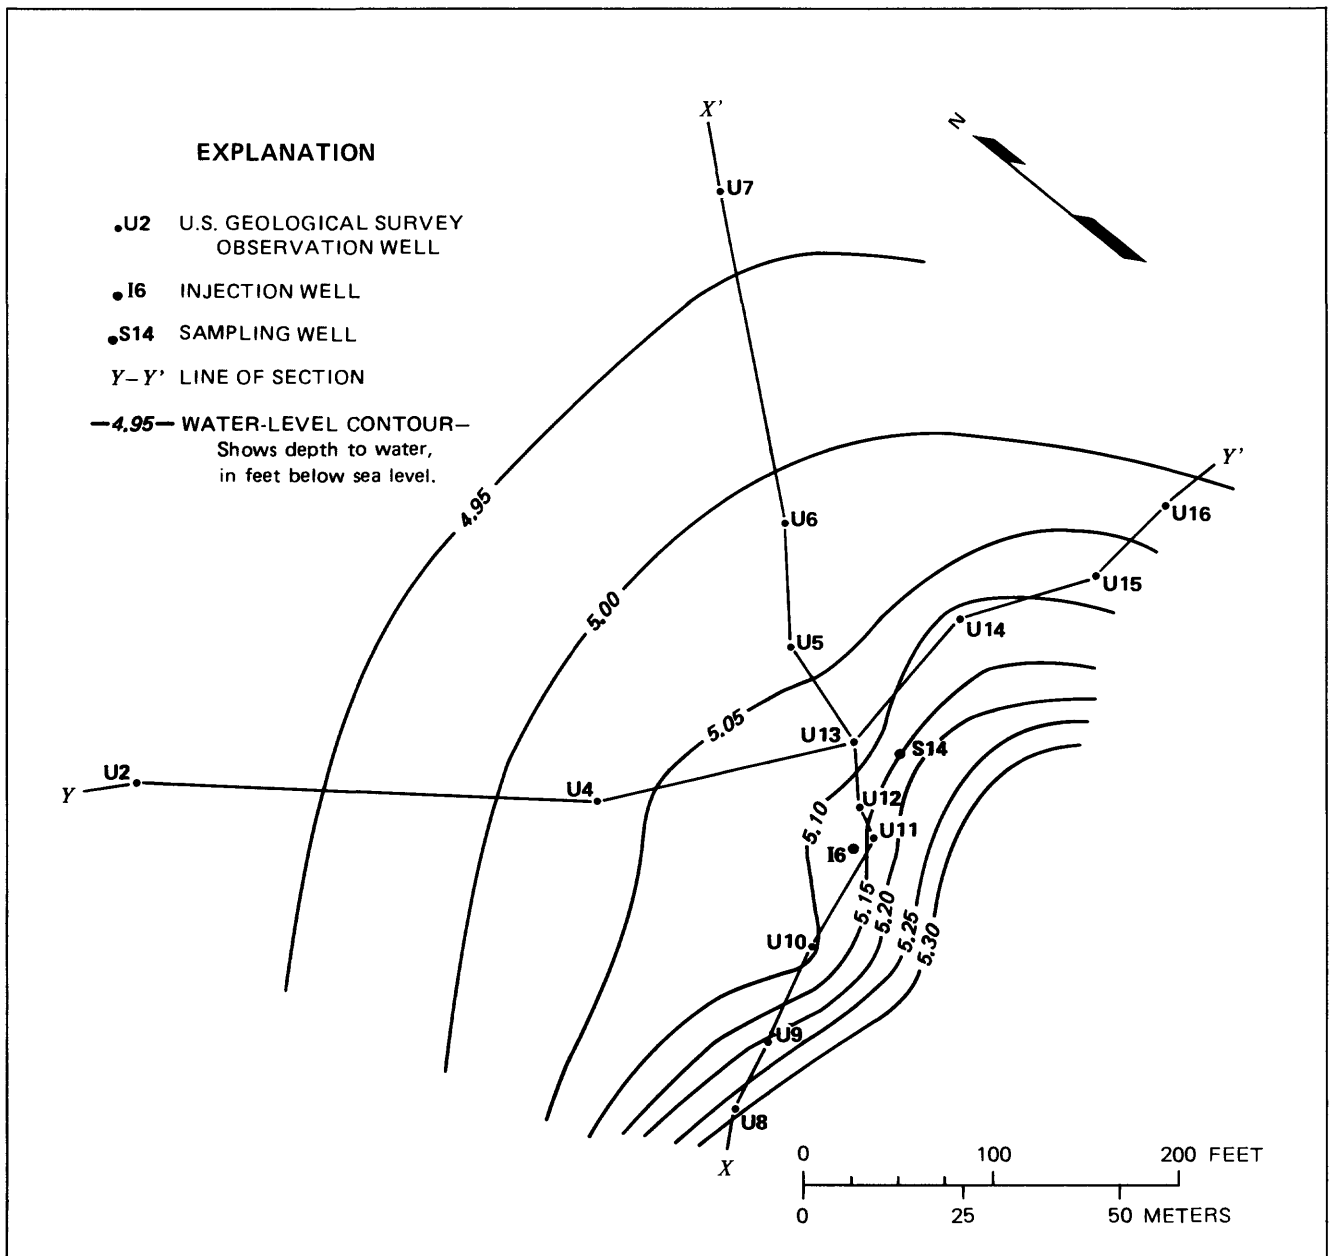 X'
N
EXPLANATION
U7
.U2 U.S. GEOLOGICAL SURVEY
OBSERVATION WELL
•I6 INJECTION WELL
•S14 SAMPLING WELL
Y–Y' LINE OF SECTION
—4.95— WATER-LEVEL CONTOUR—
Shows depth to water,
in feet below sea level.
Y'
4.95
U16
U6
U15
5.00
U14
U5
5.05
U13
S14
U2
Y
U4
U12
5.10
U11
I6
5.15
5.20
5.25
5.30
U10
U9
U8
X
0 100 200 FEET
0 25 50 METERS